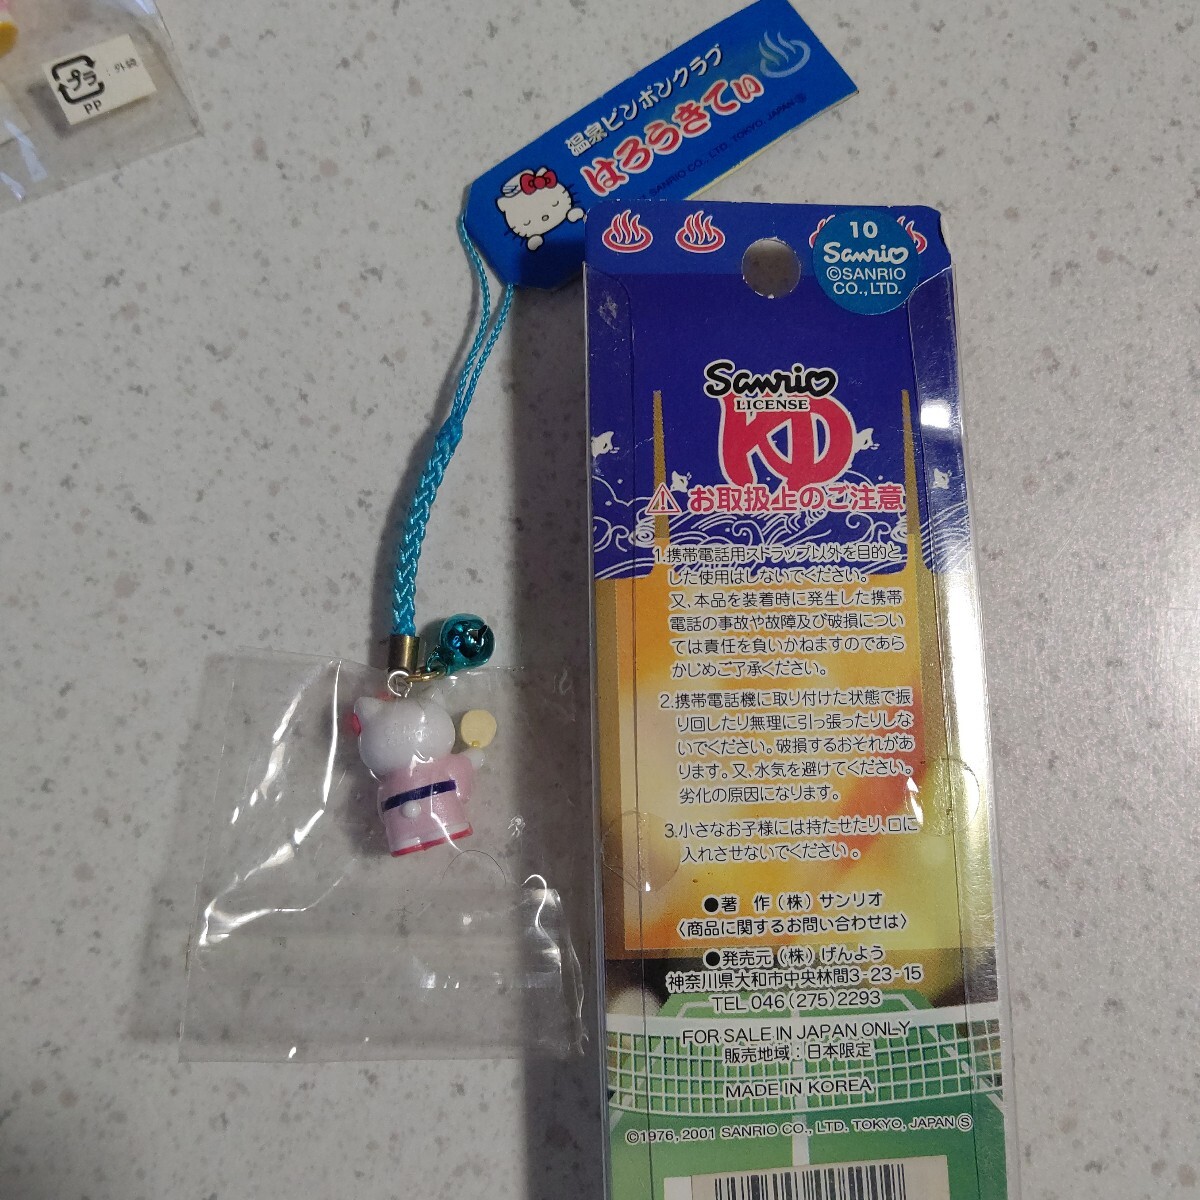 プラ
:外袋
PP
温泉ピンポンクラブ
はろうきてぃ
SANRIO CO., LTD. TOKYO, JAPAN Ⓢ
10
Sanrio
©SANRIO
CO.,LTD.
Sanrio
LICENSE
ゆ
⚠お取扱上のご注意
1.携帯電話用ストラップ以外を目的と
した使用はしないでください。
又、本品を装着時に発生した携帯
電話の事故や故障及び破損につい
ては責任を負いかねますのであら
かじめご了承ください。
2.携帯電話機に取り付けた状態で振
り回したり無理に引っ張ったりしな
いでください。破損するおそれがあ
ります。又、水気を避けてください。
劣化の原因になります。
3.小さなお子様には持たせたり、口に
入れさせないでください。
●著 作(株)サンリオ
〈商品に関するお問い合わせは〉
●発売元(株)げんよう
神奈川県大和市中央林間3-23-15
TEL 046(275)2293
FOR SALE IN JAPAN ONLY
販売地域:日本限定
MADE IN KOREA
©1976, 2001 SANRIO CO., LTD. TOKYO, JAPAN Ⓢ